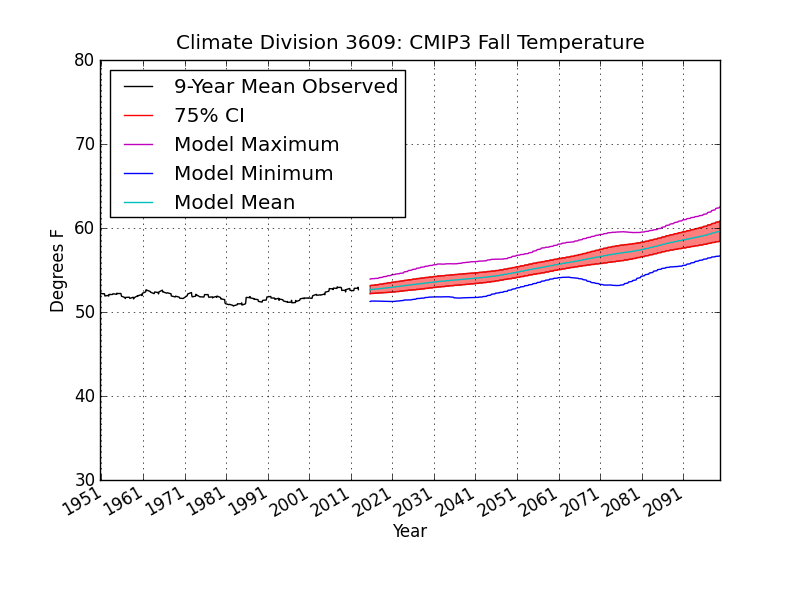 Climate Division 3609: CMIP3 Fall Temperature
80
70
60
50
40
30
Degrees F
9-Year Mean Observed
75% CI
Model Maximum
Model Minimum
Model Mean
1951
1961
1971
1981
1991
2001
2011
2021
2031
2041
2051
2061
2071
2081
2091
Year